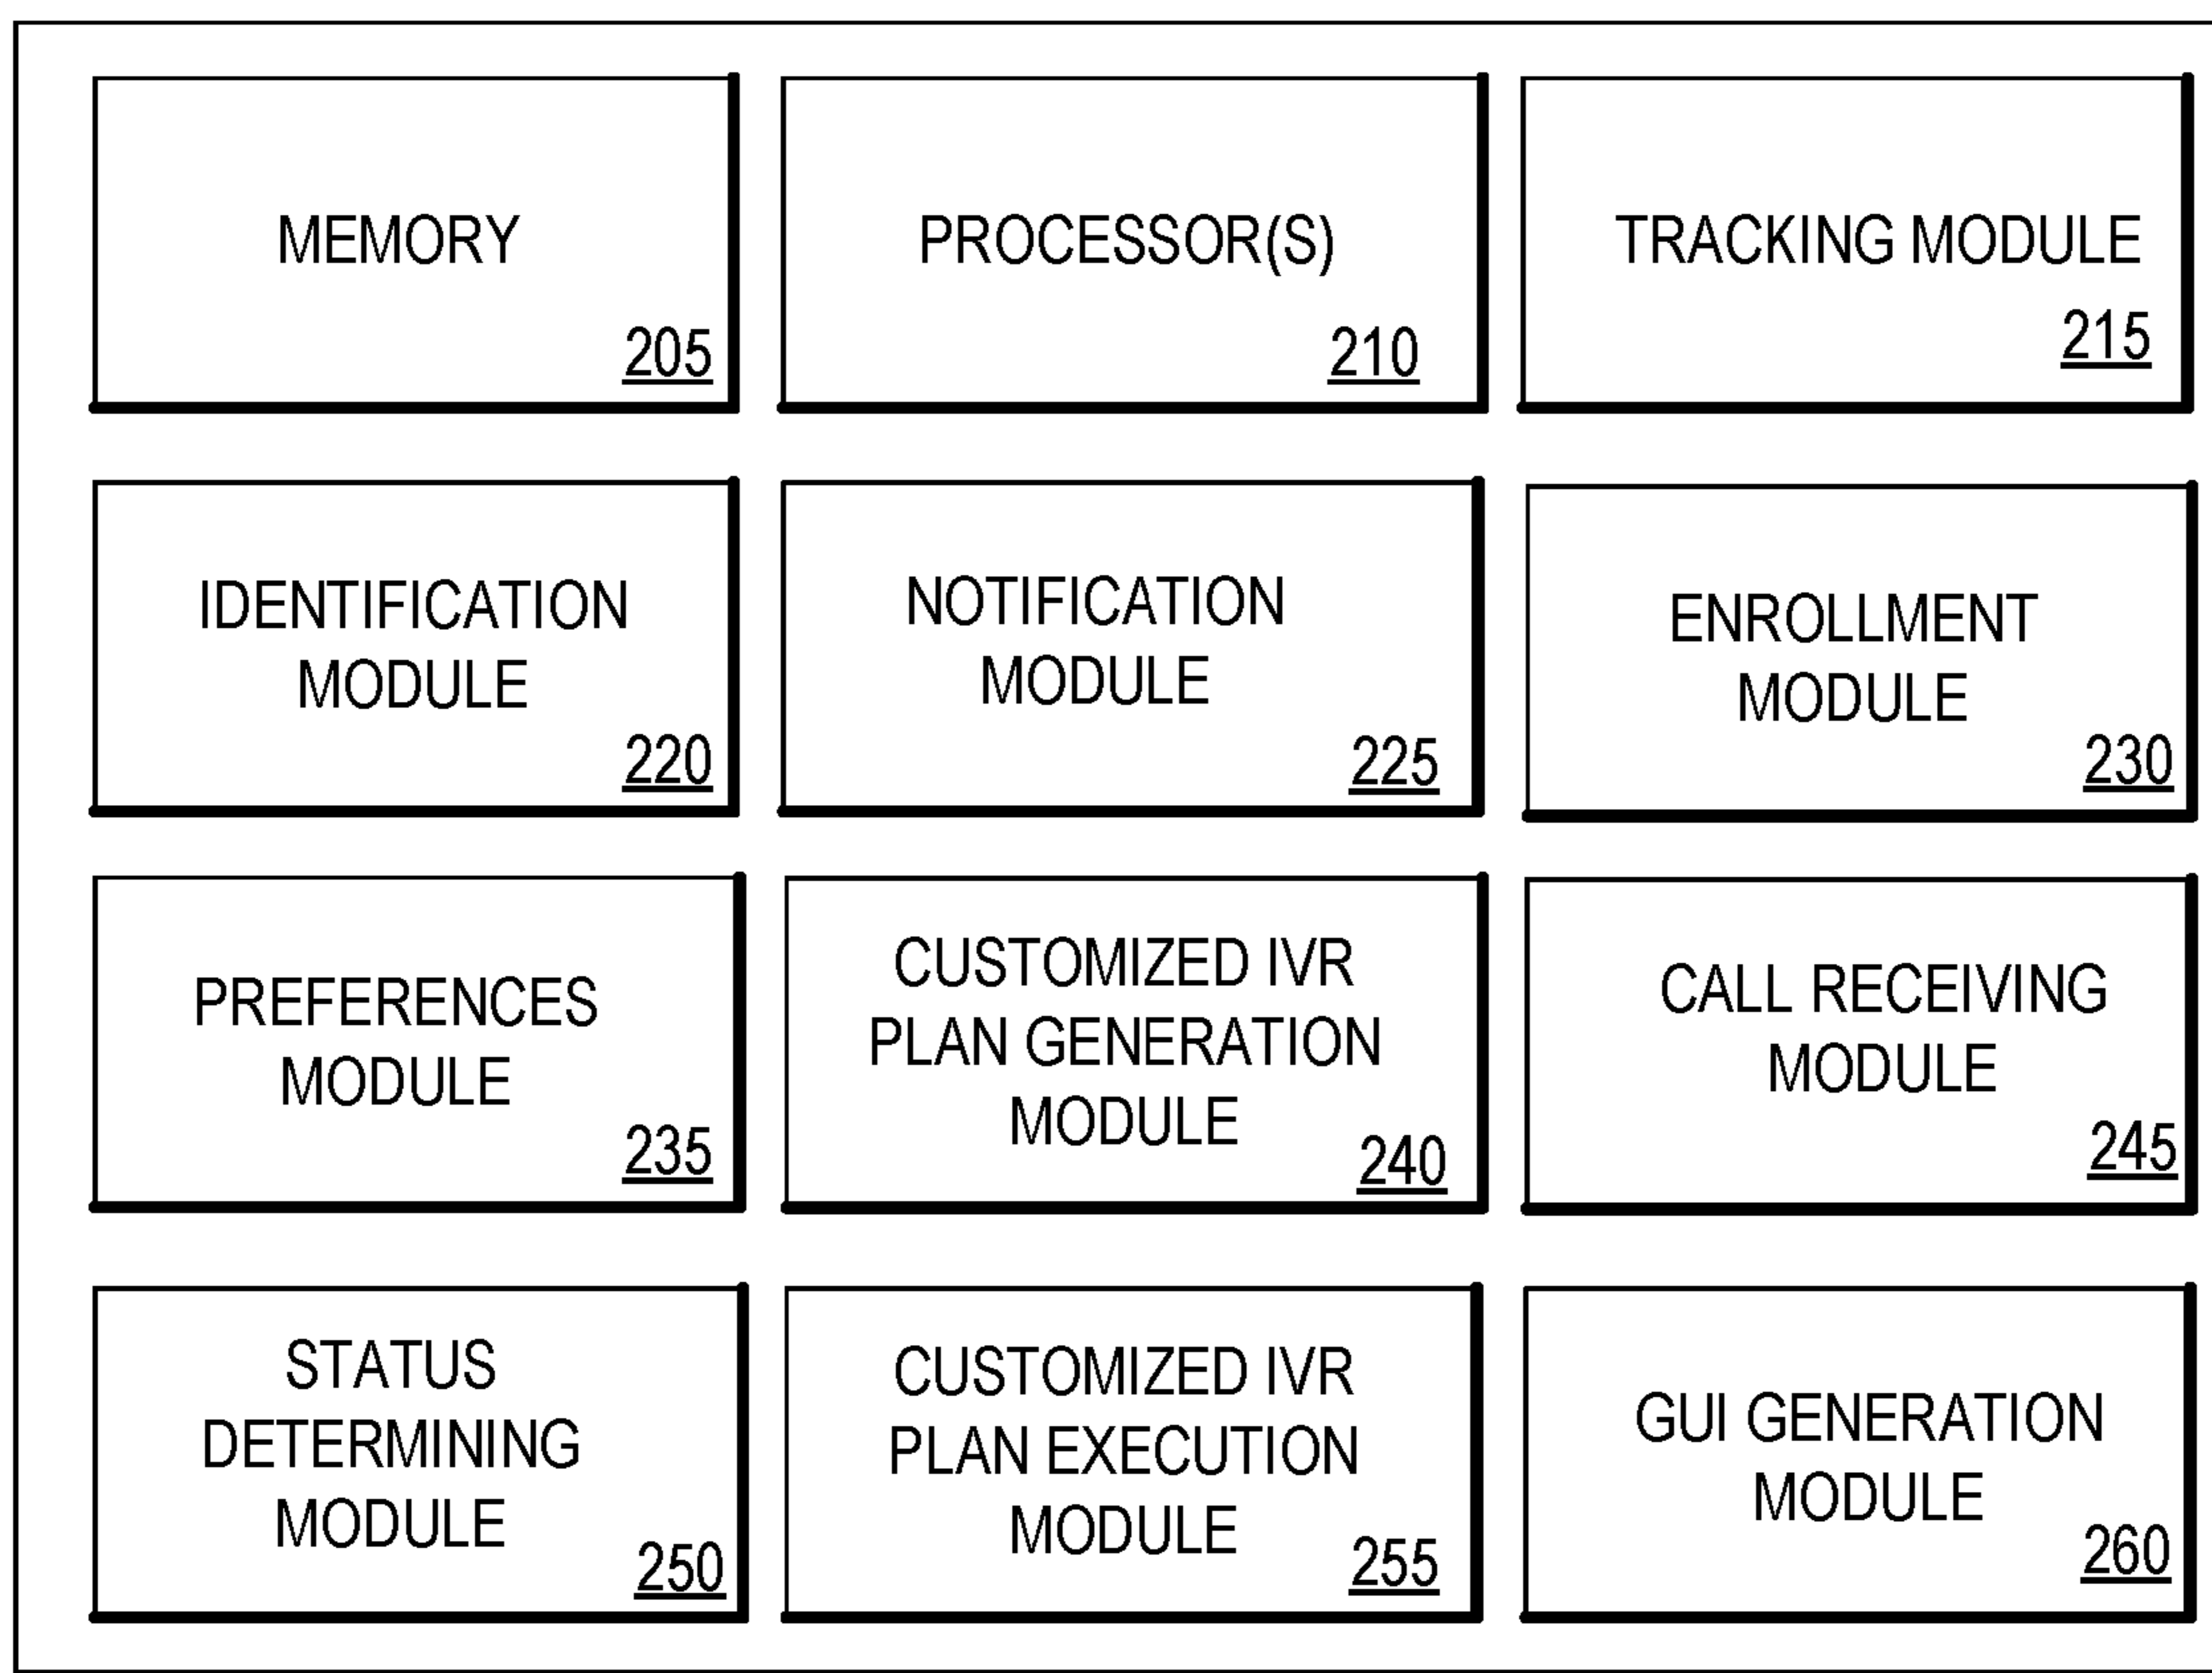 MEMORY
205
PROCESSOR(S)
210
TRACKING MODULE
215
IDENTIFICATION
MODULE
220
NOTIFICATION
MODULE
225
ENROLLMENT
MODULE
230
PREFERENCES
MODULE
235
CUSTOMIZED IVR
PLAN GENERATION
MODULE
240
CALL RECEIVING
MODULE
245
STATUS
DETERMINING
MODULE
250
CUSTOMIZED IVR
PLAN EXECUTION
MODULE
255
GUI GENERATION
MODULE
260